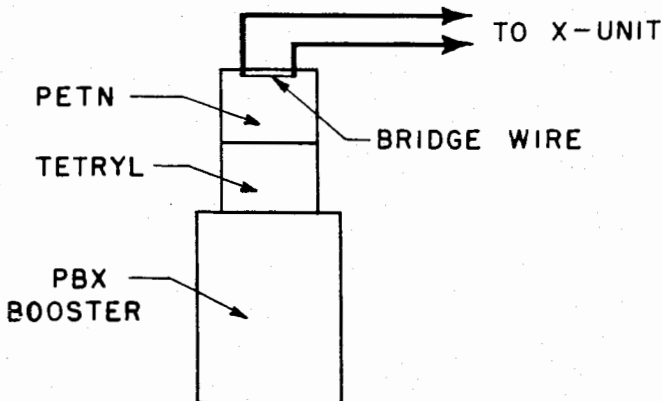 TO X-UNIT
PETN
BRIDGE WIRE
TETRYL
PBX
BOOSTER